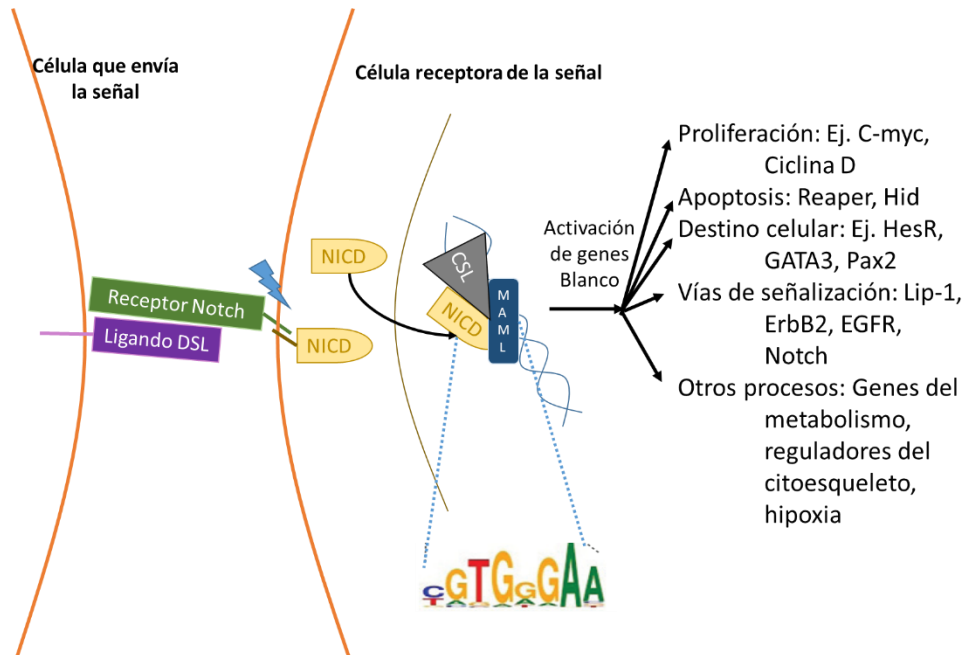 Célula que envía
la señal
Célula receptora de la señal
Receptor Notch
Ligando DSL
NICD
NICD
CSL
NICD
MAML
Activación
de genes
Blanco
Proliferación: Ej. C-myc,
Ciclina D
Apoptosis: Reaper, Hid
Destino celular: Ej. HesR,
GATA3, Pax2
Vías de señalización: Lip-1,
ErbB2, EGFR,
Notch
Otros procesos: Genes del
metabolismo,
reguladores del
citoesqueleto,
hipoxia
CGTGGGAA